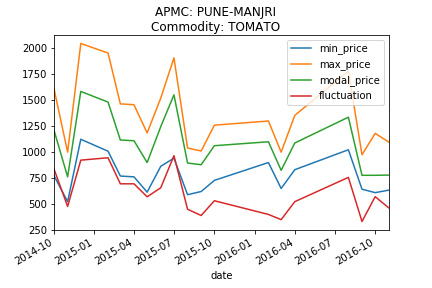 APMC: PUNE-MANJRI
Commodity: TOMATO
2000
1750
1500
1250
1000
750
500
250
min_price
max_price
modal_price
fluctuation
2014-10
2015-01
2015-04
2015-07
2015-10
2016-01
2016-04
2016-07
2016-10
date